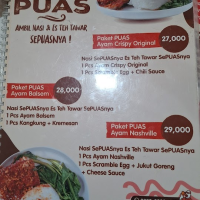 PUAS
AMBIL NASI & ES TEH TAWAR
SEPUASNYA !
Paket PUAS
Ayam Crispy Original
27,000
Nasi SePUASnya Es Teh Tawar SePUASnya
1 Pcs Ayam Crispy Original
1 Pcs Scramble Egg + Chili Sauce
Paket PUAS
Ayam Balsem
28,000
Nasi SePUASnya Es Teh Tawar SePUASnya
1 Pcs Ayam Balsem
1 Pcs Kangkung + Kremesan
Paket PUAS
Ayam Nashville
29,000
Nasi SePUASnya Es Teh Tawar SePUASnya
1 Pcs Ayam Nashville
1 Pcs Scramble Egg + Jukut Goreng
+ Cheese Sauce